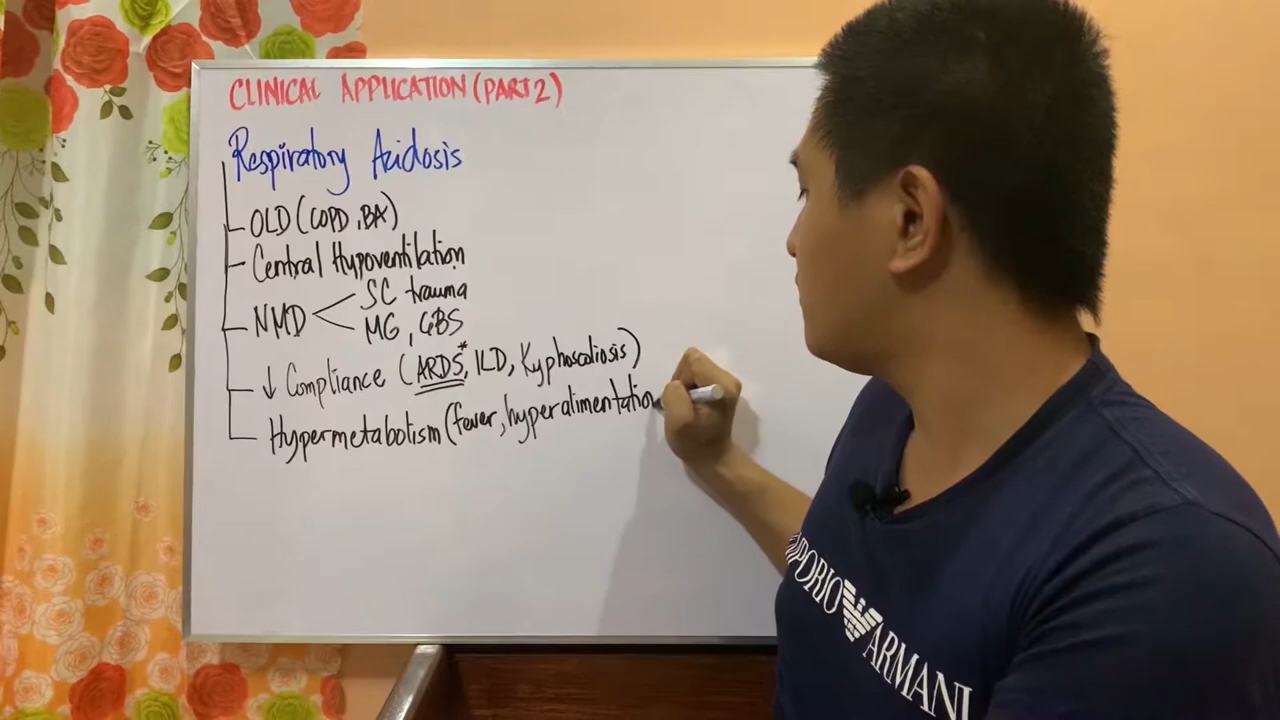 CLINICAL APPLICATION (PART 2)
Respiratory Acidosis
OLD (COPD, BA)
Central Hypoventilation
NMD < SC trauma
MG, GBS
↓ Compliance (ARDS*, ILD, Kyphoscoliosis)
Hypermetabolism (fever, hyperalimentation
EMPORIO
ARMANI